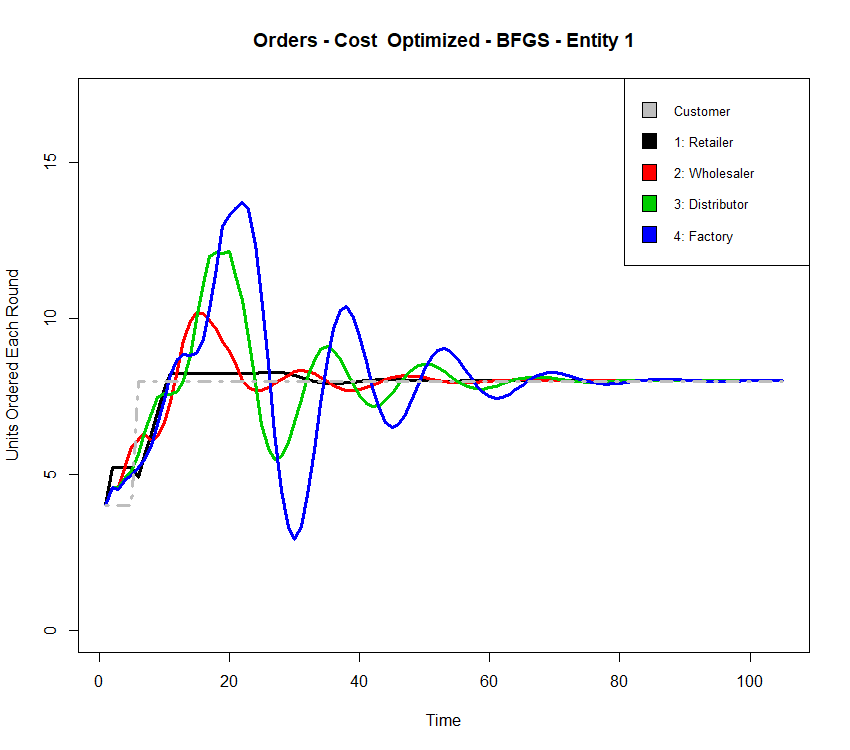 Orders - Cost  Optimized - BFGS - Entity 1
Customer
1: Retailer
2: Wholesaler
3: Distributor
4: Factory
Units Ordered Each Round
15
10
5
0
0 20 40 60 80 100
Time